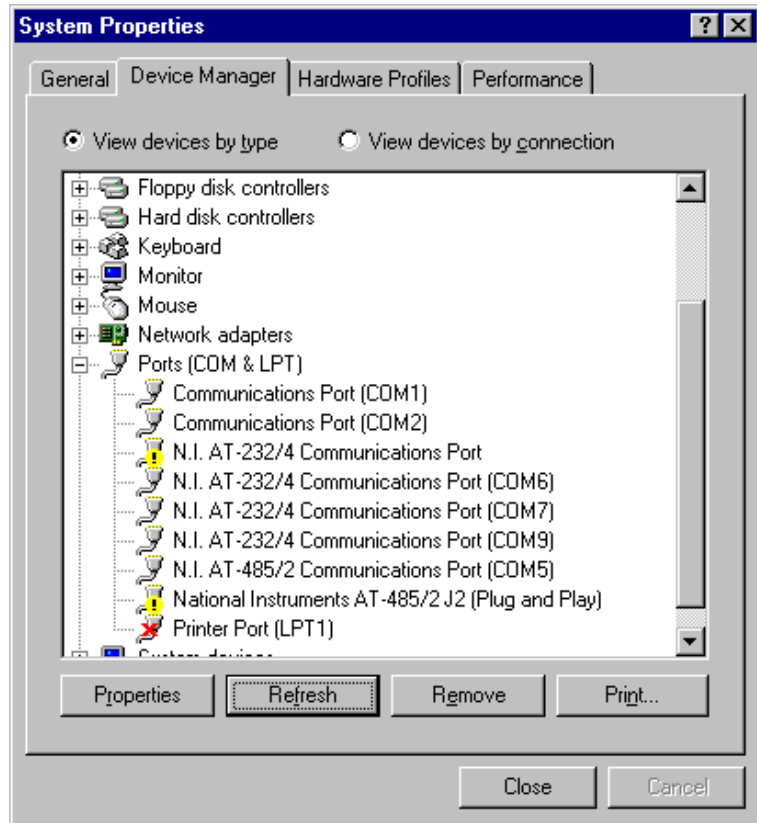 System Properties
General Device Manager Hardware Profiles Performance
View devices by type View devices by connection
Floppy disk controllers
Hard disk controllers
Keyboard
Monitor
Mouse
Network adapters
Ports (COM & LPT)
Communications Port (COM1)
Communications Port (COM2)
N.I. AT-232/4 Communications Port
N.I. AT-232/4 Communications Port (COM6)
N.I. AT-232/4 Communications Port (COM7)
N.I. AT-232/4 Communications Port (COM9)
N.I. AT-485/2 Communications Port (COM5)
National Instruments AT-485/2 J2 (Plug and Play)
Printer Port (LPT1)
System devices
Properties Refresh Remove Print...
Close Cancel